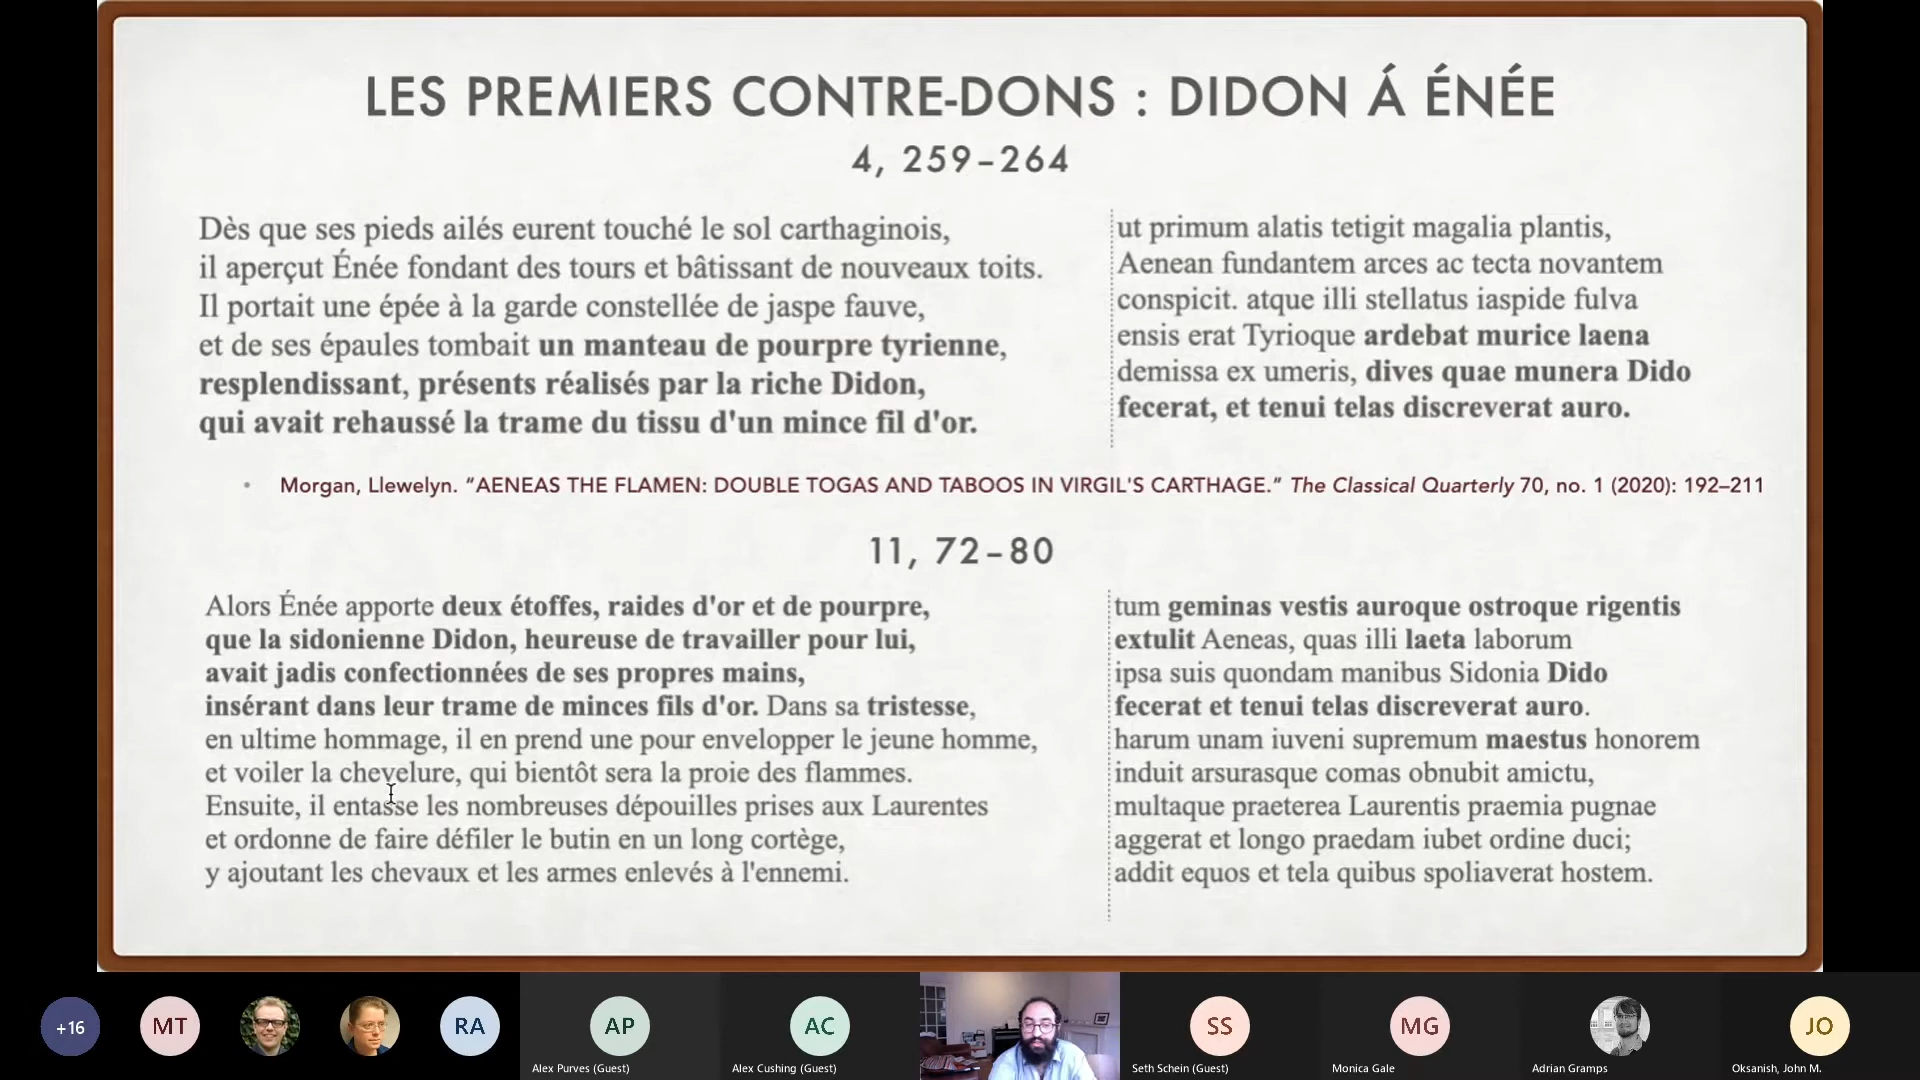 LES PREMIERS CONTRE-DONS : DIDON Á ÉNÉE
4, 259–264
Dès que ses pieds ailés eurent touché le sol carthaginois,
il aperçut Énée fondant des tours et bâtissant de nouveaux toits.
Il portait une épée à la garde constellée de jaspe fauve,
et de ses épaules tombait un manteau de pourpre tyrienne,
resplendissant, présents réalisés par la riche Didon,
qui avait rehaussé la trame du tissu d'un mince fil d'or.
ut primum alatis tetigit magalia plantis,
Aenean fundantem arces ac tecta novantem
conspicit. atque illi stellatus iaspide fulva
ensis erat Tyrioque ardebat murice laena
demissa ex umeris, dives quae munera Dido
fecerat, et tenui telas discreverat auro.
• Morgan, Llewelyn. “AENEAS THE FLAMEN: DOUBLE TOGAS AND TABOOS IN VIRGIL'S CARTHAGE.” The Classical Quarterly 70, no. 1 (2020): 192–211
11, 72–80
Alors Énée apporte deux étoffes, raides d'or et de pourpre,
que la sidonienne Didon, heureuse de travailler pour lui,
avait jadis confectionnées de ses propres mains,
insérant dans leur trame de minces fils d'or. Dans sa tristesse,
en ultime hommage, il en prend une pour envelopper le jeune homme,
et voiler la chevelure, qui bientôt sera la proie des flammes.
Ensuite, il entasse les nombreuses dépouilles prises aux Laurentes
et ordonne de faire défiler le butin en un long cortège,
y ajoutant les chevaux et les armes enlevés à l'ennemi.
tum geminas vestis auroque ostroque rigentis
extulit Aeneas, quas illi laeta laborum
ipsa suis quondam manibus Sidonia Dido
fecerat et tenui telas discreverat auro.
harum unam iuveni supremum maestus honorem
induit arsurasque comas obnubit amictu,
multaque praeterea Laurentis praemia pugnae
aggerat et longo praedam iubet ordine duci;
addit equos et tela quibus spoliaverat hostem.
+16
MT
RA
AP
Alex Purves (Guest)
AC
Alex Cushing (Guest)
SS
Seth Schein (Guest)
MG
Monica Gale
Adrian Gramps
JO
Oksanish, John M.